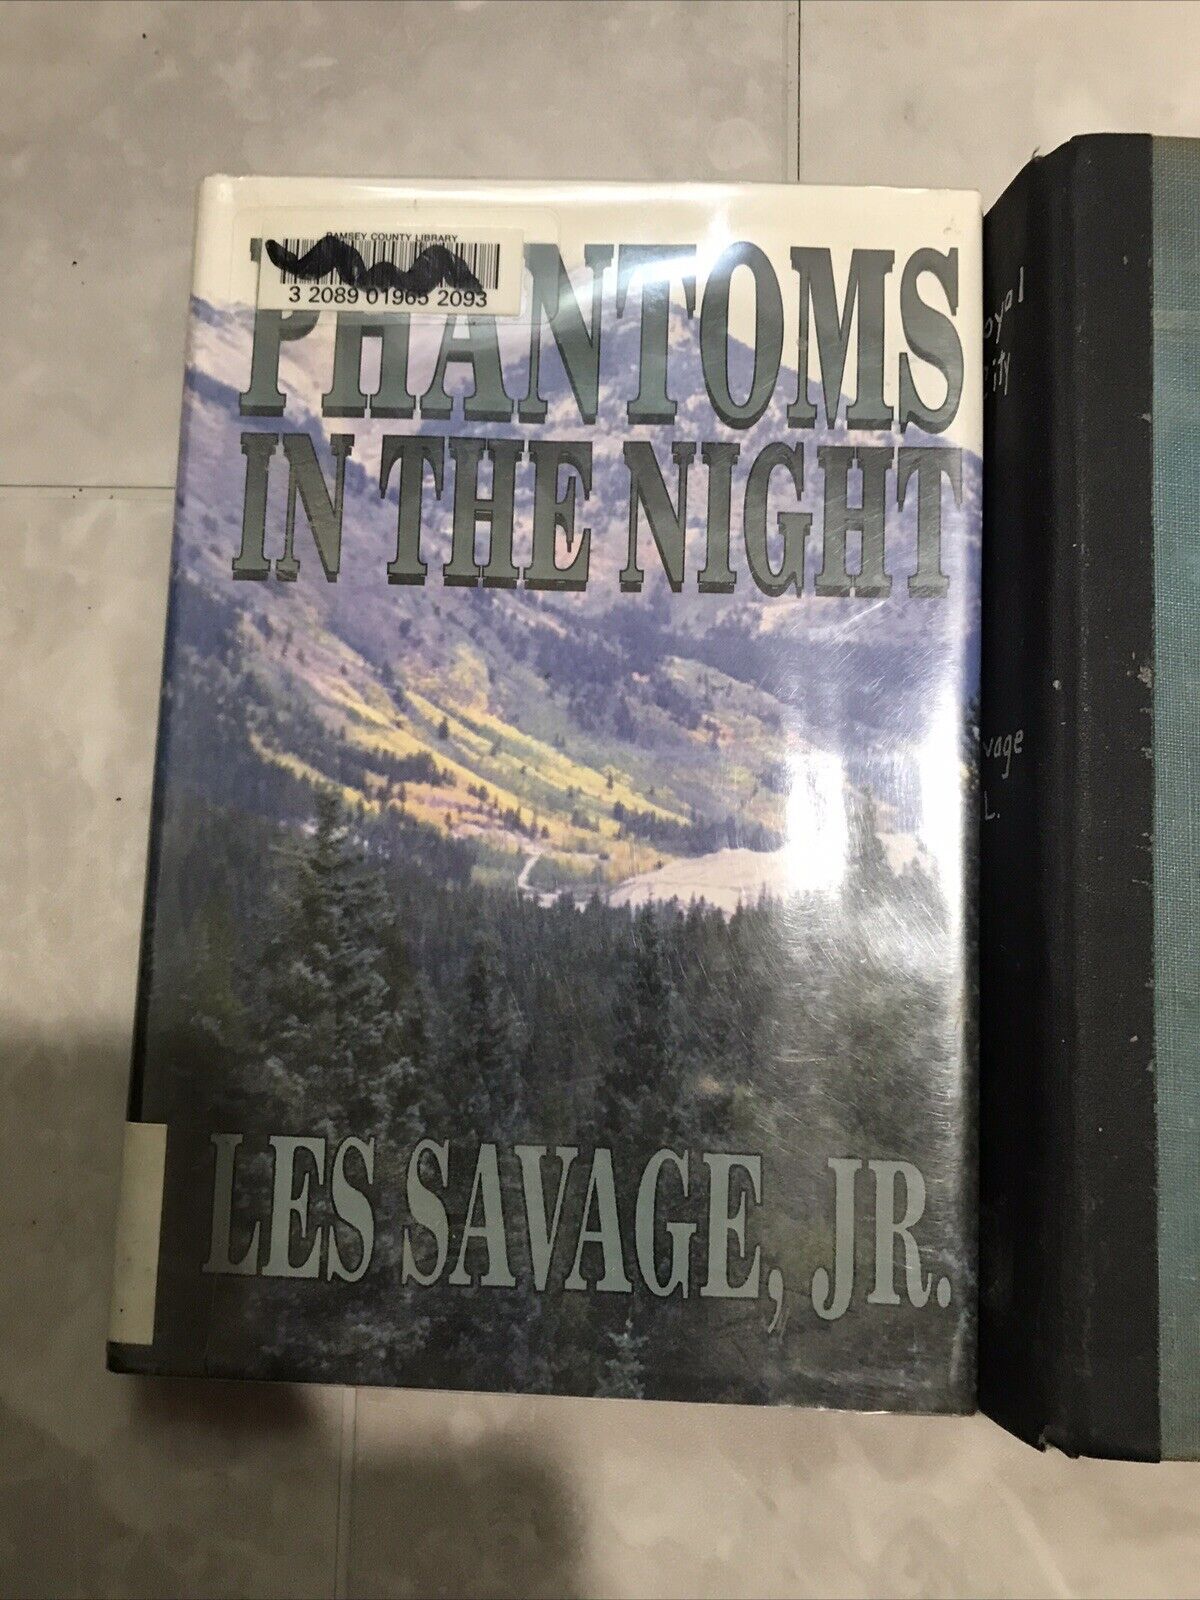 RAMSEY COUNTY LIBRARY
3 2089 01965 2093
PHANTOMS
IN THE NIGHT
LES SAVAGE, JR.
oyal
ity
vage
L.